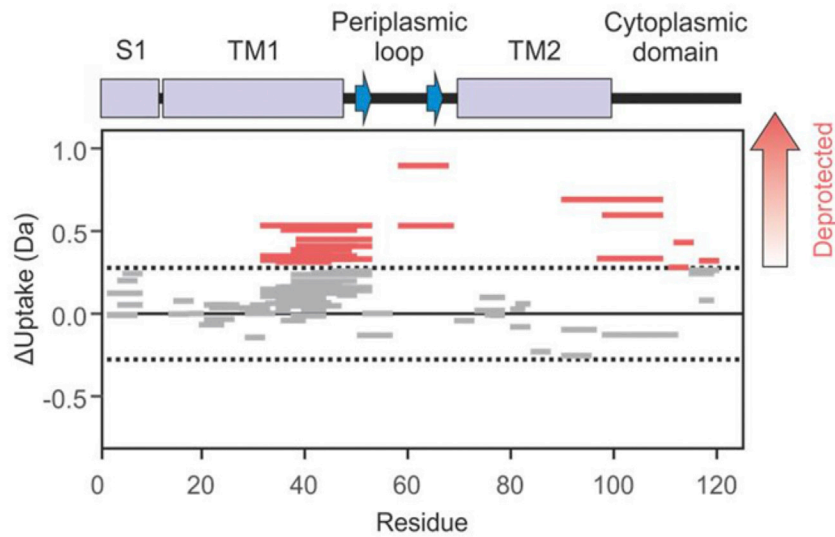 S1
TM1
Periplasmic
loop
TM2
Cytoplasmic
domain
1.0
0.5
0.0
-0.5
ΔUptake (Da)
0
20
40
60
80
100
120
Residue
Deprotected